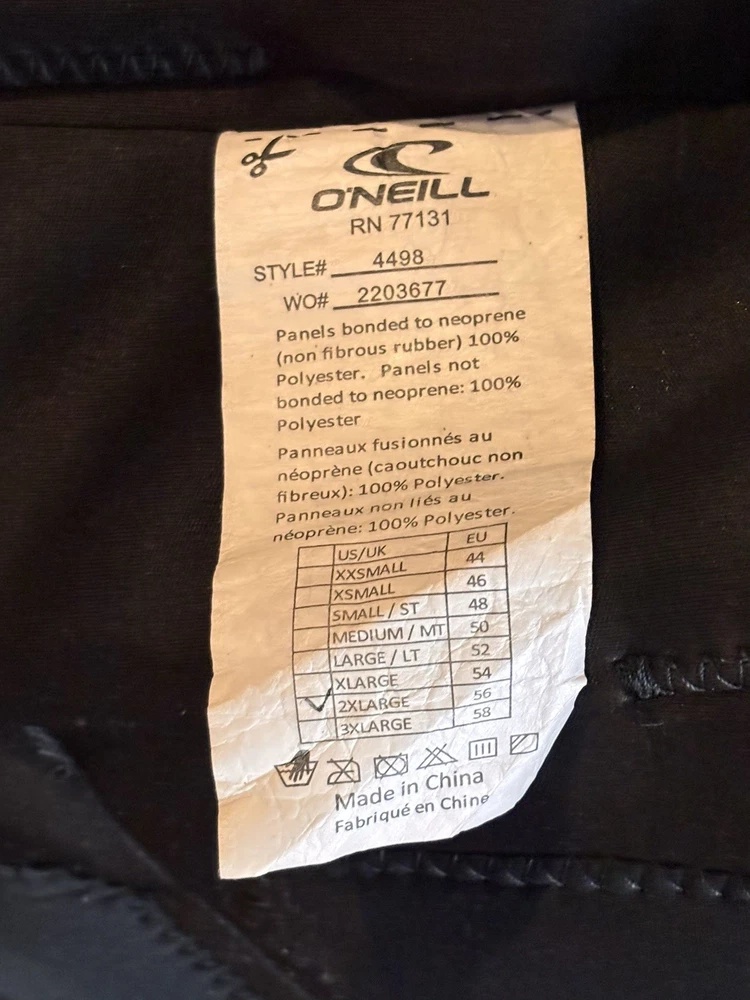 O'NEILL
RN 77131
STYLE# 4498
WO# 2203677
Panels bonded to neoprene
(non fibrous rubber) 100%
Polyester. Panels not
bonded to neoprene: 100%
Polyester
Panneaux fusionnés au
néoprène (caoutchouc non
fibreux): 100% Polyester.
Panneaux non liés au
néoprène: 100% Polyester.
US/UK EU
XXSMALL 44
XSMALL 46
SMALL / ST 48
MEDIUM / MT 50
LARGE / LT 52
XLARGE 54
2XLARGE 56
3XLARGE 58
Made in China
Fabriqué en Chine